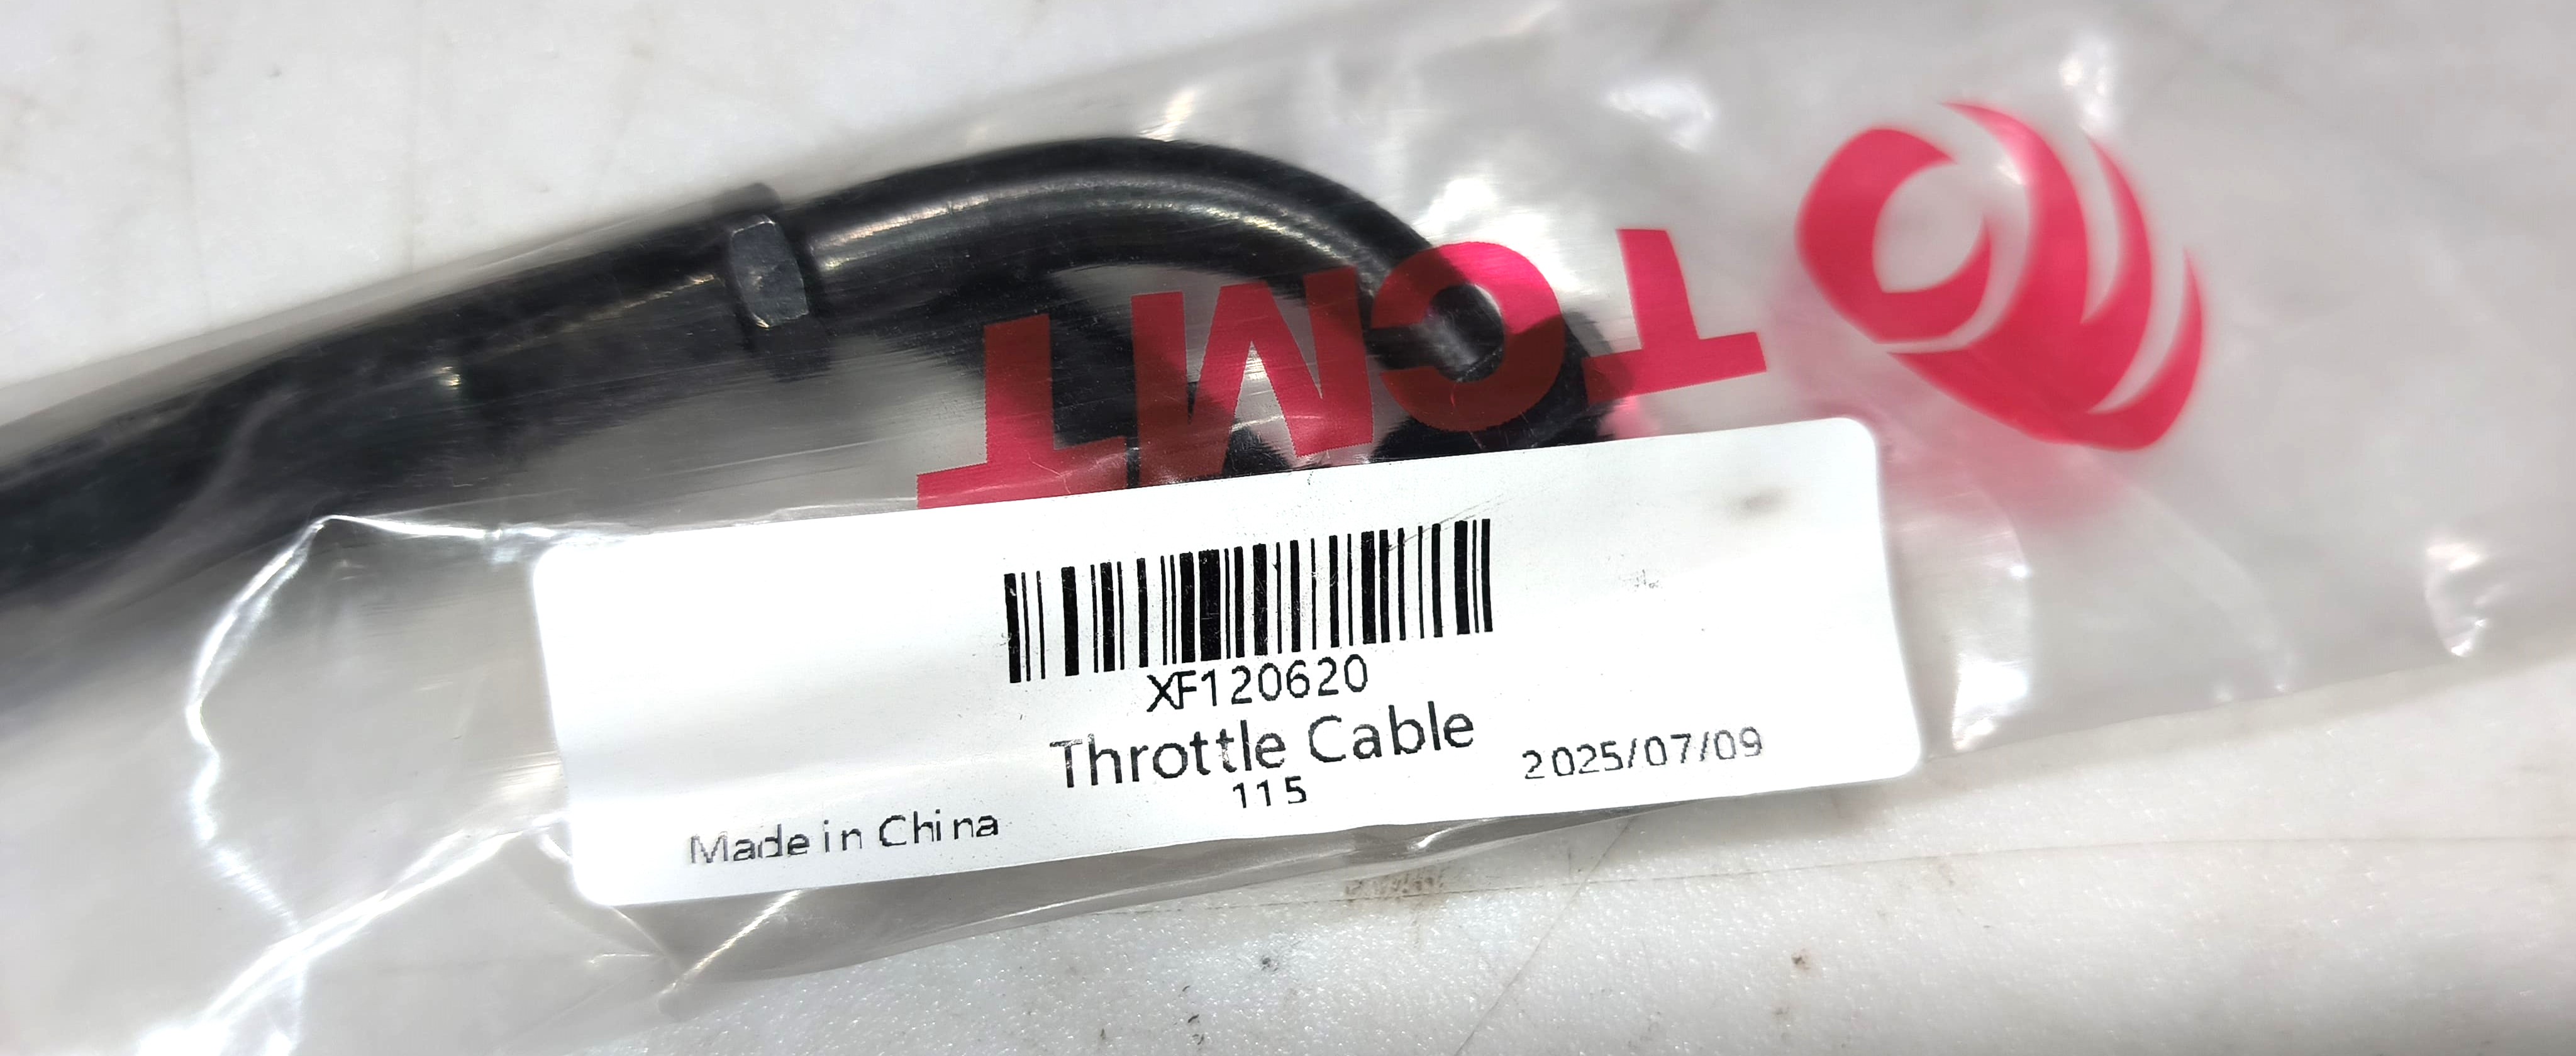 TCMT
XF120620
Throttle Cable
115
2025/07/09
Made in China